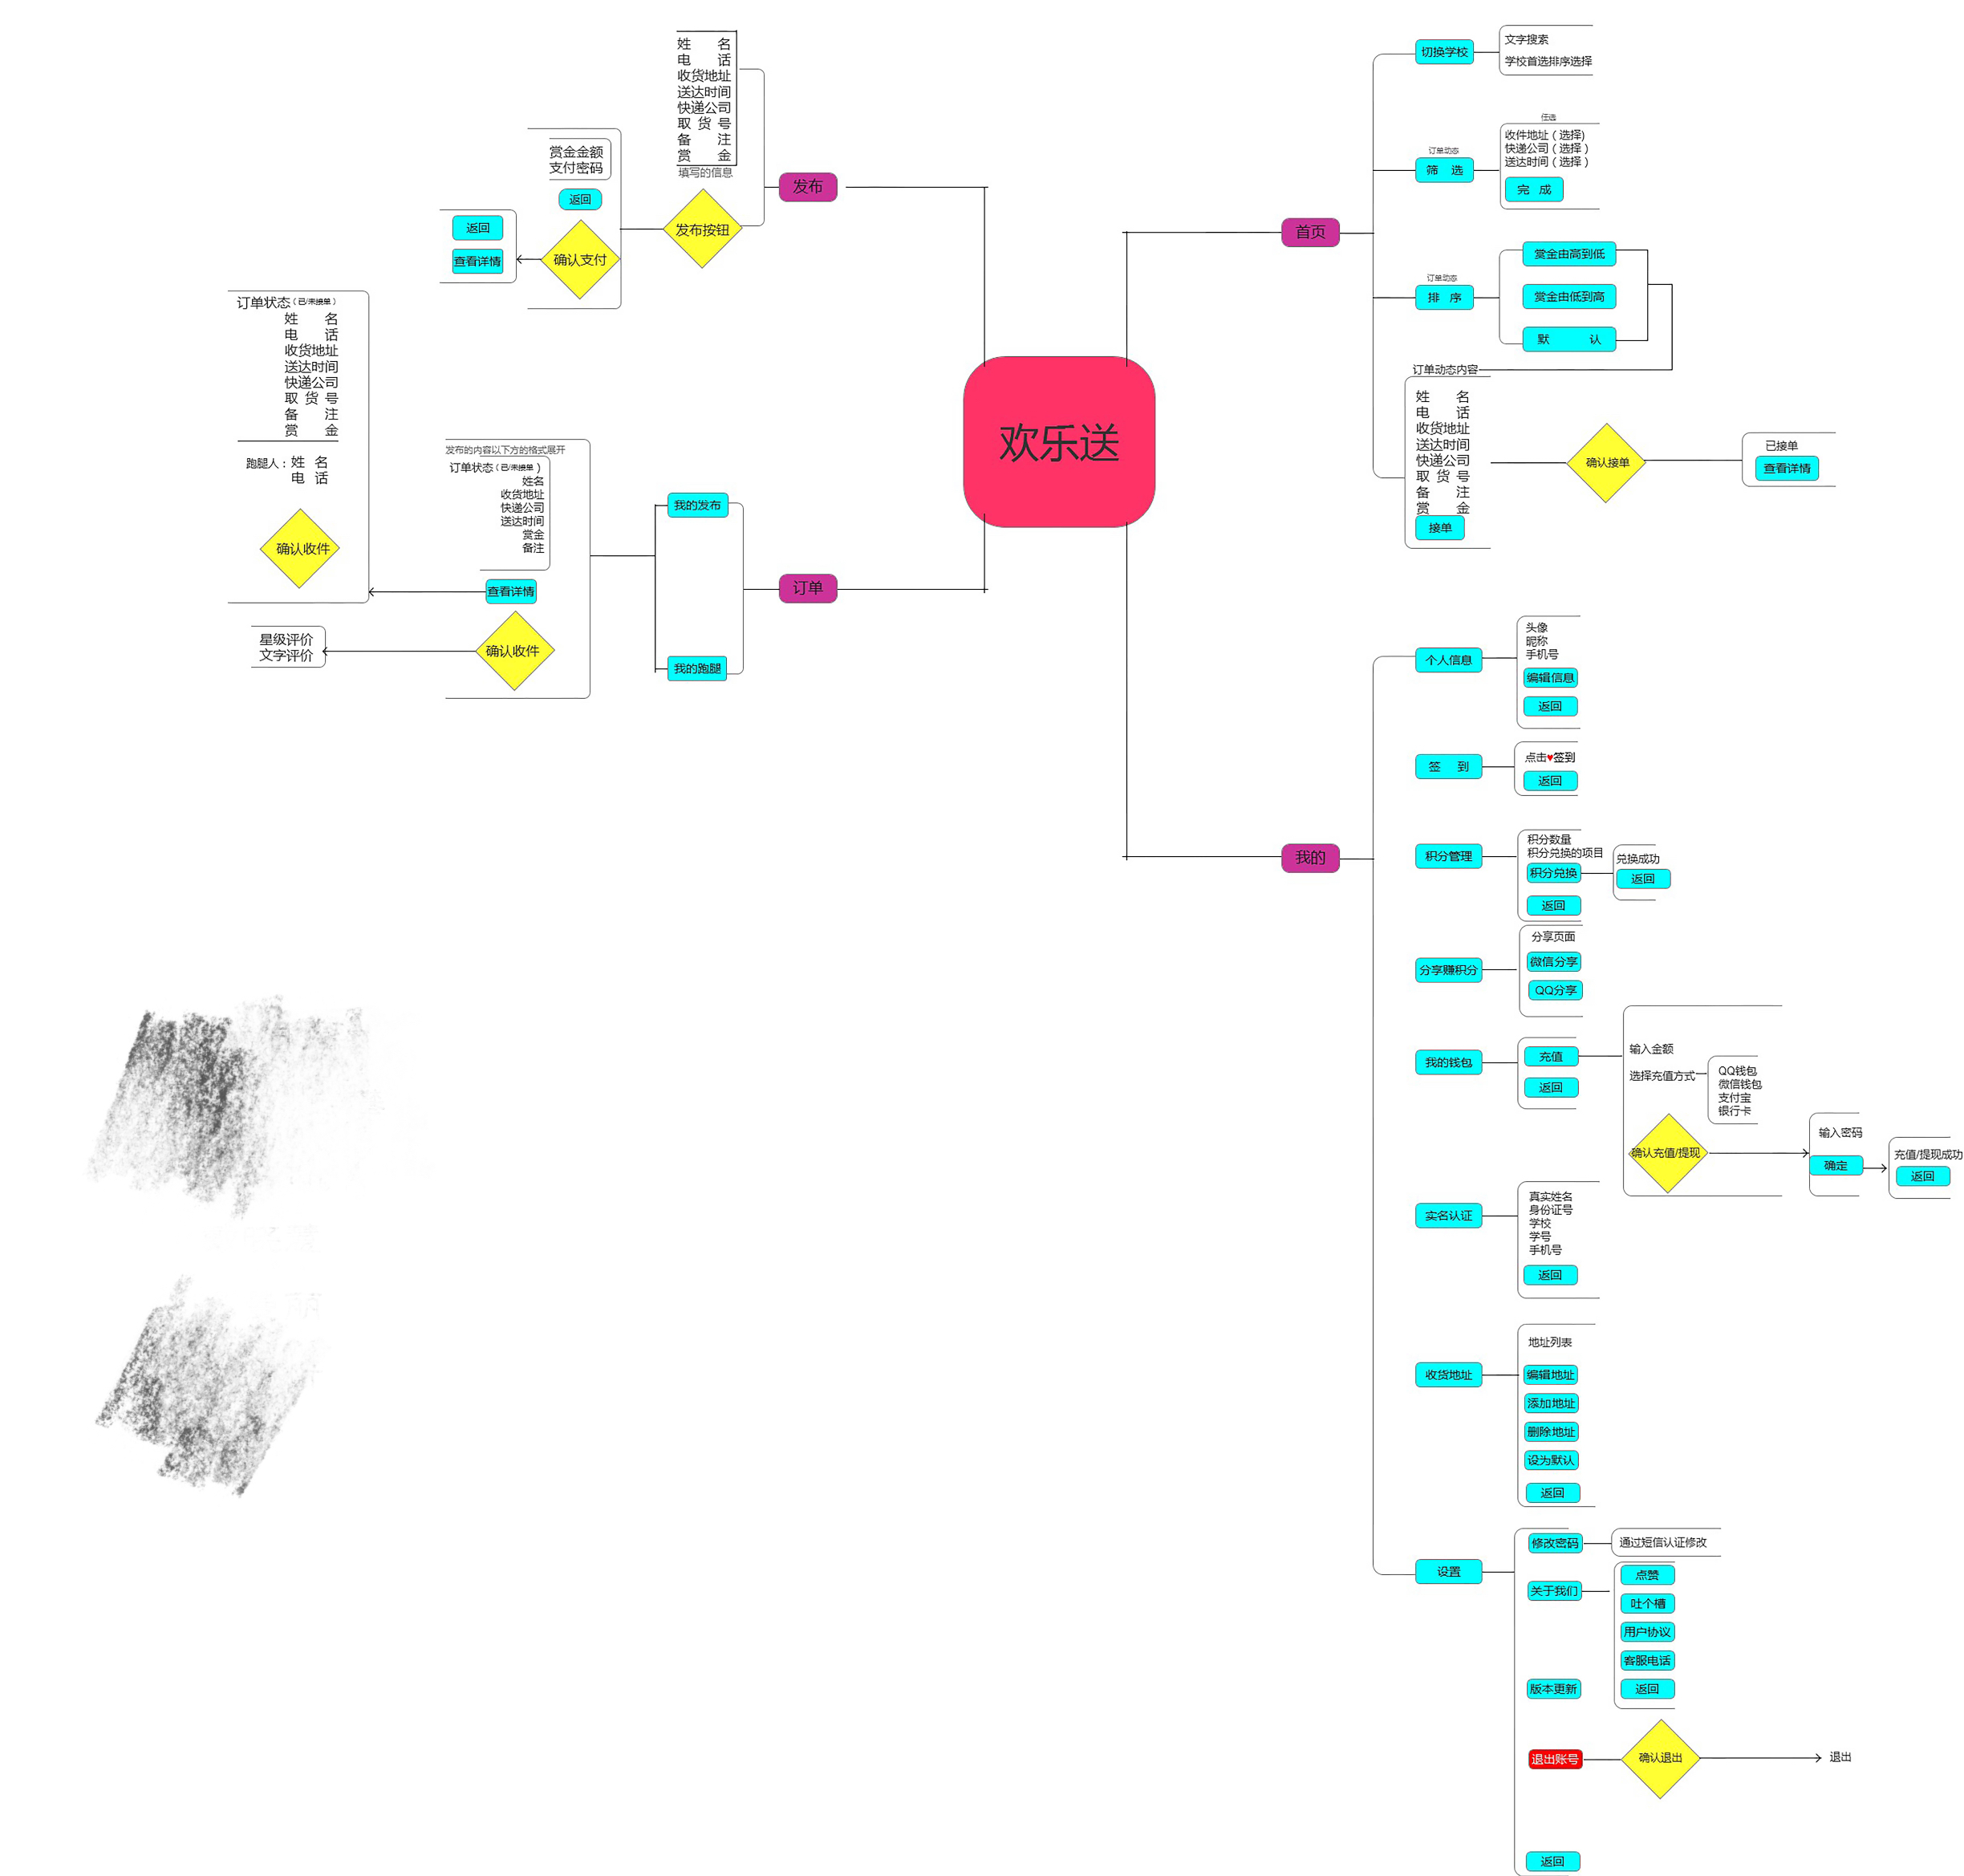 欢乐送
发布
姓 名
电 话
收货地址
送达时间
快递公司
取 货 号
备 注
赏 金
填写的信息
发布按钮
赏金金额
支付密码
返回
确认支付
返回
查看详情
订单
我的发布
我的跑腿
发布的内容以下方的格式展开
订单状态(已/未接单)
姓名
收货地址
快递公司
送达时间
赏金
备注
查看详情
确认收件
订单状态(已/未接单)
姓 名
电 话
收货地址
送达时间
快递公司
取 货 号
备 注
赏 金
跑腿人:姓 名
电 话
确认收件
星级评价
文字评价
首页
切换学校
文字搜索
学校首选排序选择
订单动态
筛 选
任选
收件地址(选择)
快递公司(选择)
送达时间(选择)
完 成
订单动态
排 序
赏金由高到低
赏金由低到高
默 认
订单动态内容
姓 名
电 话
收货地址
送达时间
快递公司
取 货 号
备 注
赏 金
接单
确认接单
已接单
查看详情
我的
个人信息
头像
昵称
手机号
编辑信息
返回
签 到
点击♥签到
返回
积分管理
积分数量
积分兑换的项目
积分兑换
返回
兑换成功
返回
分享赚积分
分享页面
微信分享
QQ分享
我的钱包
充值
返回
输入金额
选择充值方式
QQ钱包
微信钱包
支付宝
银行卡
确认充值/提现
输入密码
确定
充值/提现成功
返回
实名认证
真实姓名
身份证号
学校
学号
手机号
返回
收货地址
地址列表
编辑地址
添加地址
删除地址
设为默认
返回
设置
修改密码
通过短信认证修改
关于我们
点赞
吐个槽
用户协议
客服电话
返回
版本更新
退出账号
确认退出
退出
返回